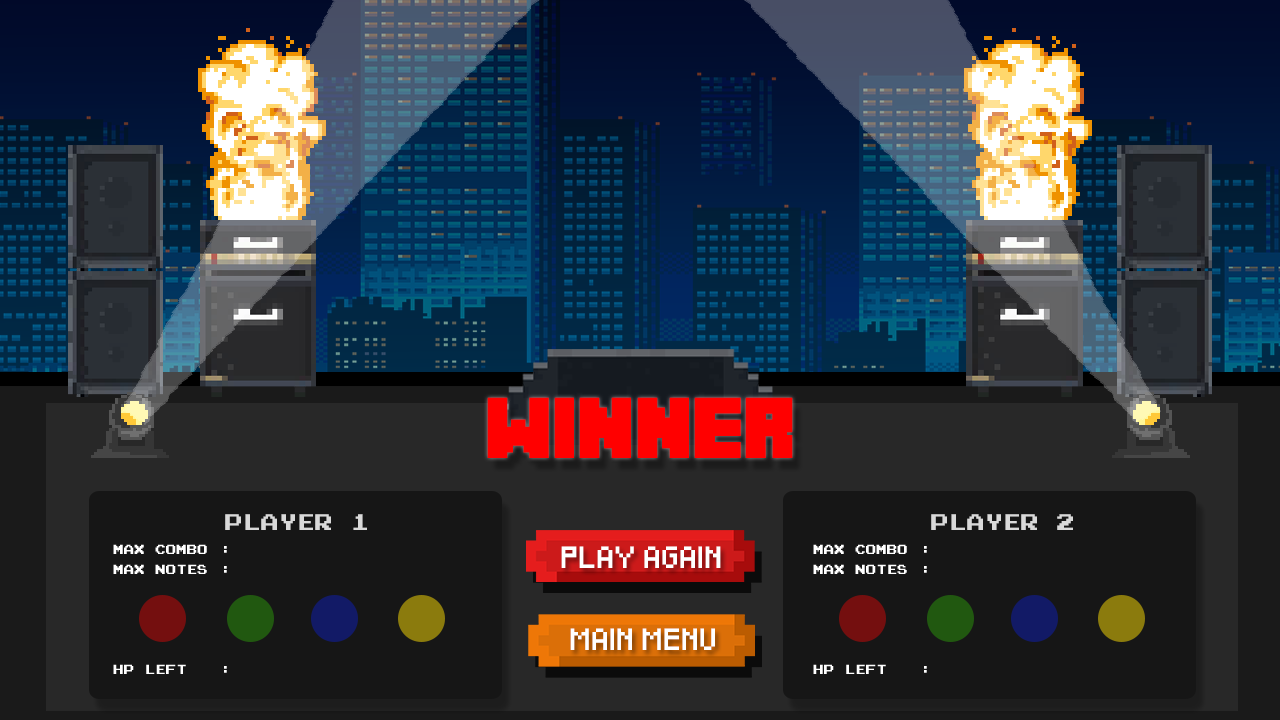 WINNER
PLAYER 1
MAX COMBO :
MAX NOTES :
HP LEFT :
PLAY AGAIN
MAIN MENU
PLAYER 2
MAX COMBO :
MAX NOTES :
HP LEFT :